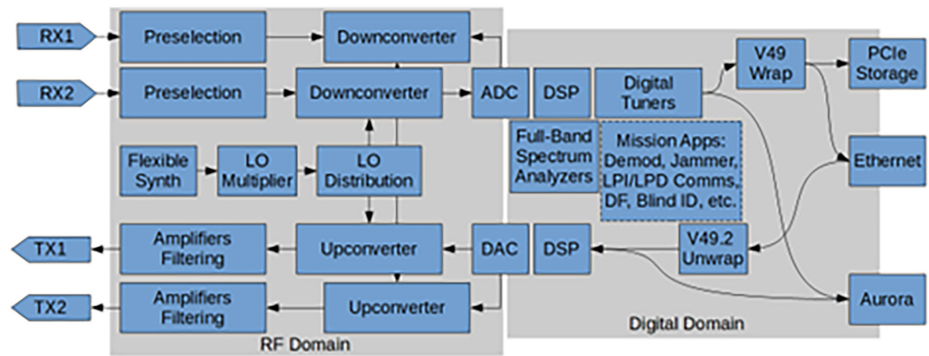 RX1
Preselection
Downconverter
RX2
Preselection
Downconverter
ADC
DSP
Digital
Tuners
V49
Wrap
PCIe
Storage
Full-Band
Spectrum
Analyzers
Mission Apps:
Demod, Jammer,
LPI/LPD Comms,
DF, Blind ID, etc.
Ethernet
Flexible
Synth
LO
Multiplier
LO
Distribution
TX1
Amplifiers
Filtering
Upconverter
DAC
DSP
V49.2
Unwrap
TX2
Amplifiers
Filtering
Upconverter
Aurora
RF Domain
Digital Domain